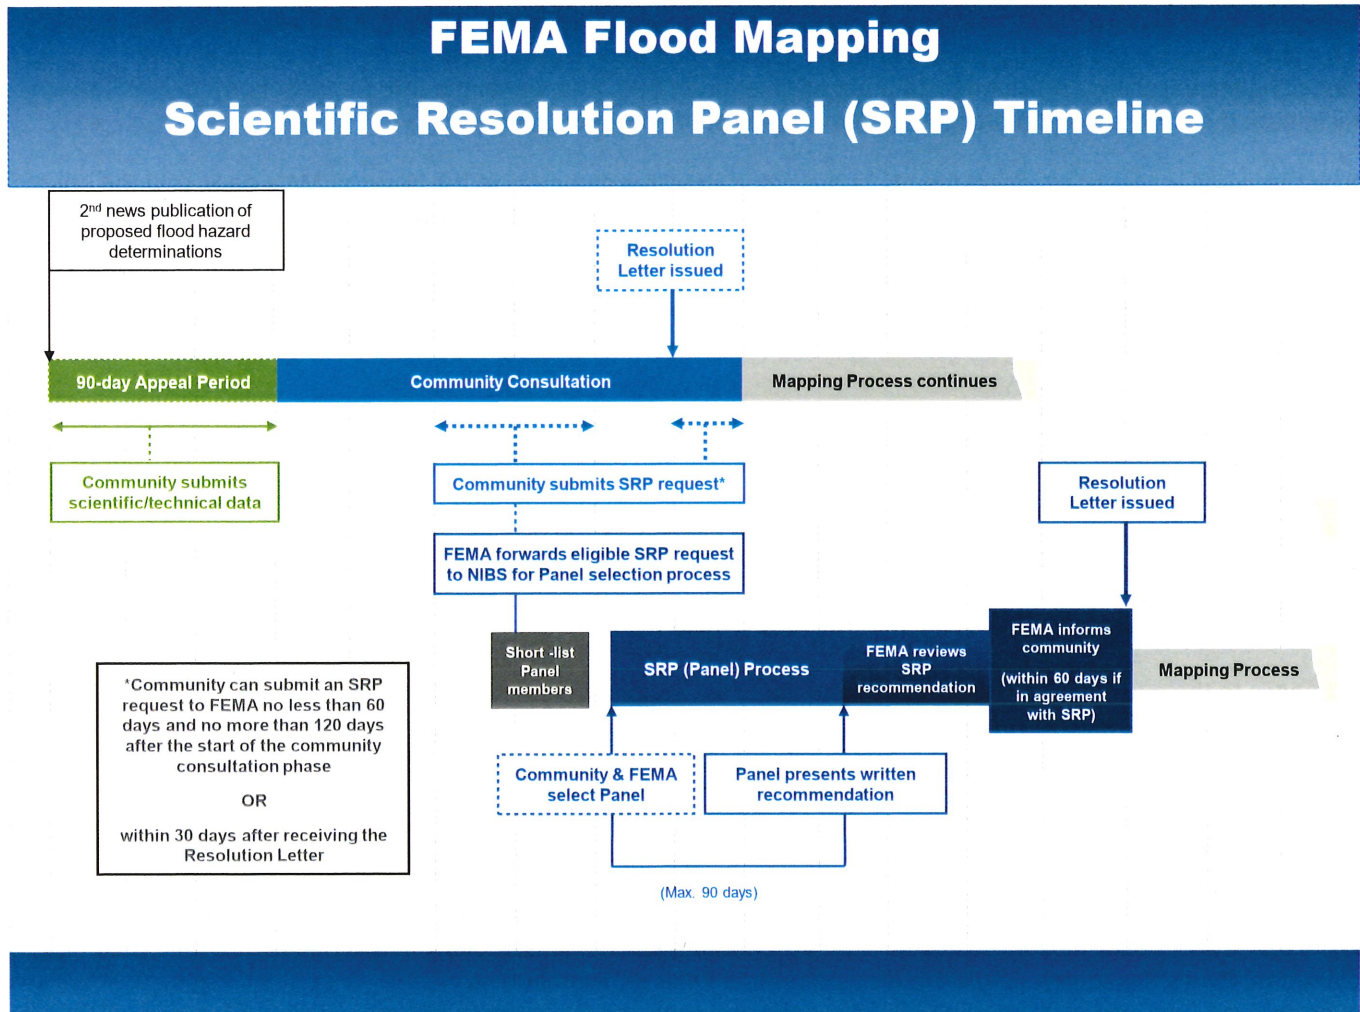 FEMA Flood Mapping
Scientific Resolution Panel (SRP) Timeline
2nd news publication of
proposed flood hazard
determinations
Resolution
Letter issued
90-day Appeal Period
Community Consultation
Mapping Process continues
Community submits
scientific/technical data
Community submits SRP request*
Resolution
Letter issued
FEMA forwards eligible SRP request
to NIBS for Panel selection process
Short -list
Panel
members
SRP (Panel) Process
FEMA reviews
SRP
recommendation
FEMA informs
community
(within 60 days if
in agreement
with SRP)
Mapping Process
*Community can submit an SRP
request to FEMA no less than 60
days and no more than 120 days
after the start of the community
consultation phase
OR
within 30 days after receiving the
Resolution Letter
Community & FEMA
select Panel
Panel presents written
recommendation
(Max. 90 days)